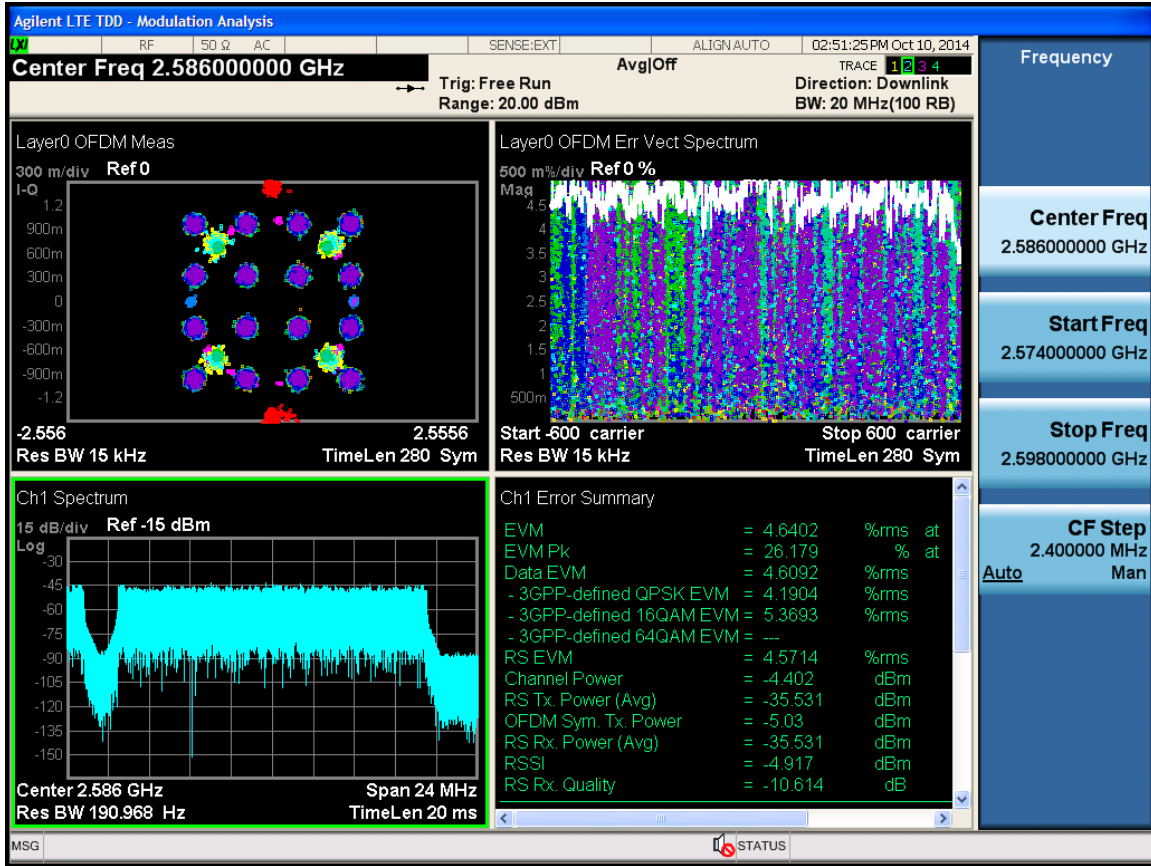 Agilent LTE TDD - Modulation Analysis
LXI RF 50 Ω AC SENSE:EXT ALIGN AUTO 02:51:25 PM Oct 10, 2014
Center Freq 2.586000000 GHz
Avg|Off
TRACE 1 2 3 4
Trig: Free Run
Direction: Downlink
Range: 20.00 dBm
BW: 20 MHz(100 RB)
Layer0 OFDM Meas
300 m/div Ref 0
I-Q
1.2
900m
600m
300m
0
-300m
-600m
-900m
-1.2
-2.556 2.5556
Res BW 15 kHz TimeLen 280 Sym
Layer0 OFDM Err Vect Spectrum
500 m%/div Ref 0 %
Mag
4.5
4
3.5
3
2.5
2
1.5
1
500m
Start -600 carrier Stop 600 carrier
Res BW 15 kHz TimeLen 280 Sym
Ch1 Spectrum
15 dB/div Ref -15 dBm
Log
-30
-45
-60
-75
-90
-105
-120
-135
-150
Center 2.586 GHz Span 24 MHz
Res BW 190.968 Hz TimeLen 20 ms
Ch1 Error Summary
EVM = 4.6402 %rms at
EVM Pk = 26.179 % at
Data EVM = 4.6092 %rms
- 3GPP-defined QPSK EVM = 4.1904 %rms
- 3GPP-defined 16QAM EVM = 5.3693 %rms
- 3GPP-defined 64QAM EVM = ---
RS EVM = 4.5714 %rms
Channel Power = -4.402 dBm
RS Tx. Power (Avg) = -35.531 dBm
OFDM Sym. Tx. Power = -5.03 dBm
RS Rx. Power (Avg) = -35.531 dBm
RSSI = -4.917 dBm
RS Rx. Quality = -10.614 dB
Frequency
Center Freq
2.586000000 GHz
Start Freq
2.574000000 GHz
Stop Freq
2.598000000 GHz
CF Step
2.400000 MHz
Auto Man
MSG STATUS